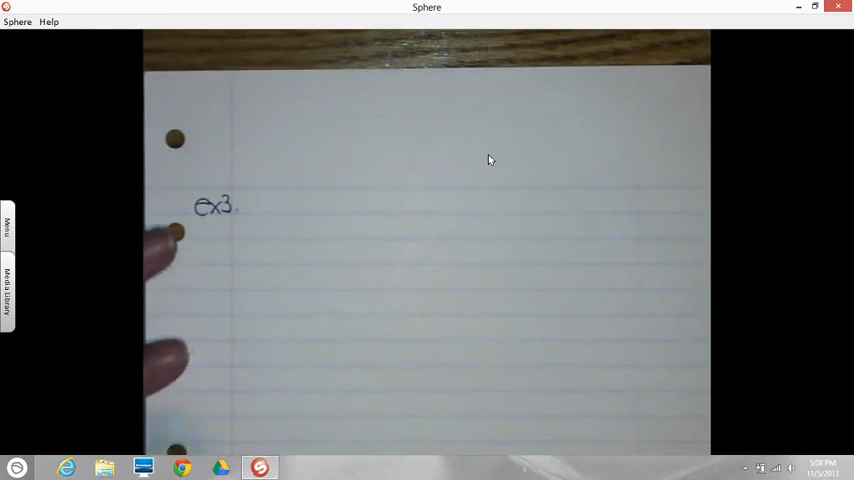 Sphere
Sphere Help
ex3.
Menu
Media Library
5:08 PM
11/5/2013